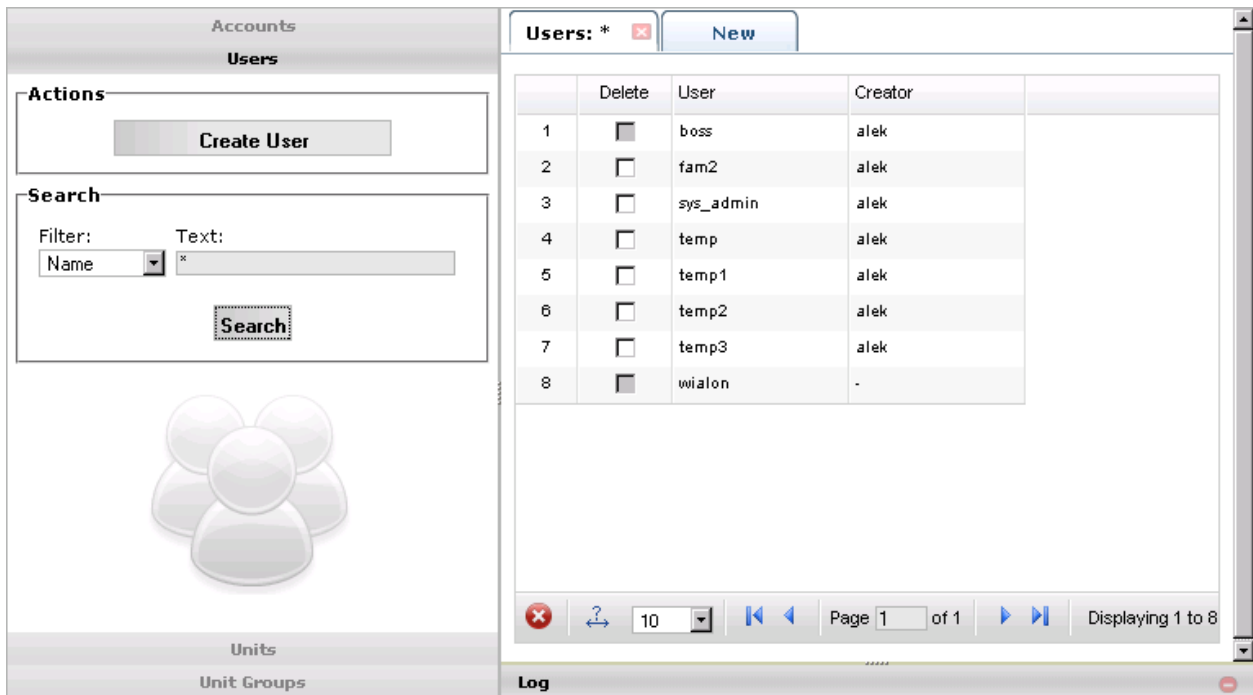 Accounts
Users
Actions
Create User
Search
Filter: Text:
Name *
Search
Units
Unit Groups
Users: * New
Delete User Creator
1 boss alek
2 fam2 alek
3 sys_admin alek
4 temp alek
5 temp1 alek
6 temp2 alek
7 temp3 alek
8 wialon -
? 10 Page 1 of 1 Displaying 1 to 8
Log